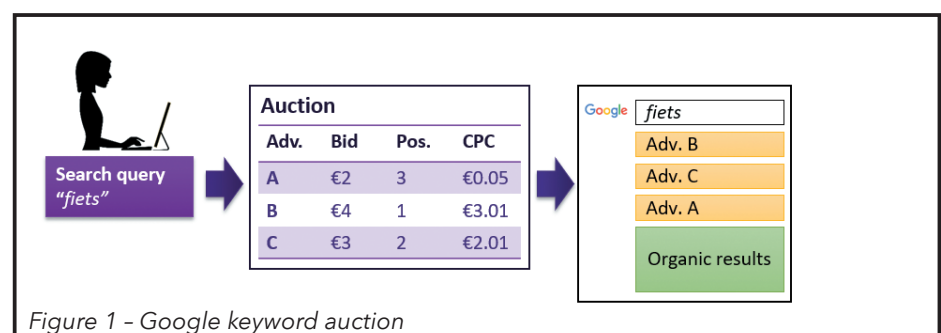 Auction
Adv. Bid Pos. CPC
A €2 3 €0.05
B €4 1 €3.01
C €3 2 €2.01
Search query
"fiets"
Google fiets
Adv. B
Adv. C
Adv. A
Organic results
Figure 1 – Google keyword auction